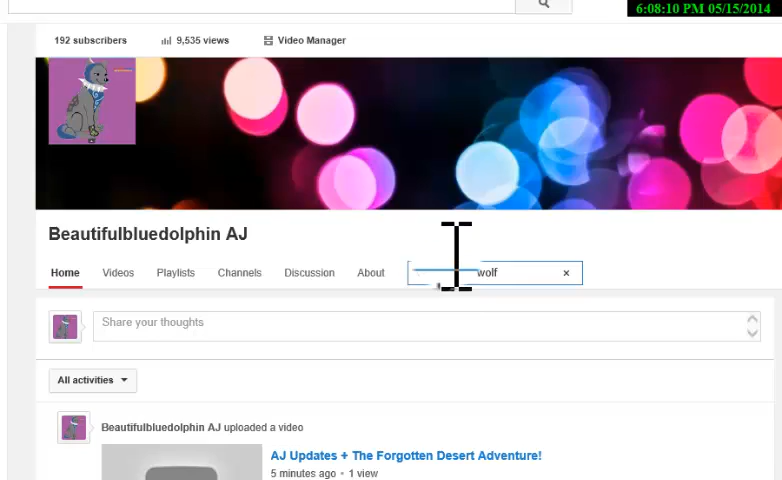 6:08:10 PM 05/15/2014
192 subscribers 9,535 views Video Manager
Beautifulbluedolphin AJ
Home Videos Playlists Channels Discussion About wolf ×
Share your thoughts
All activities
Beautifulbluedolphin AJ uploaded a video
AJ Updates + The Forgotten Desert Adventure!
5 minutes ago • 1 view